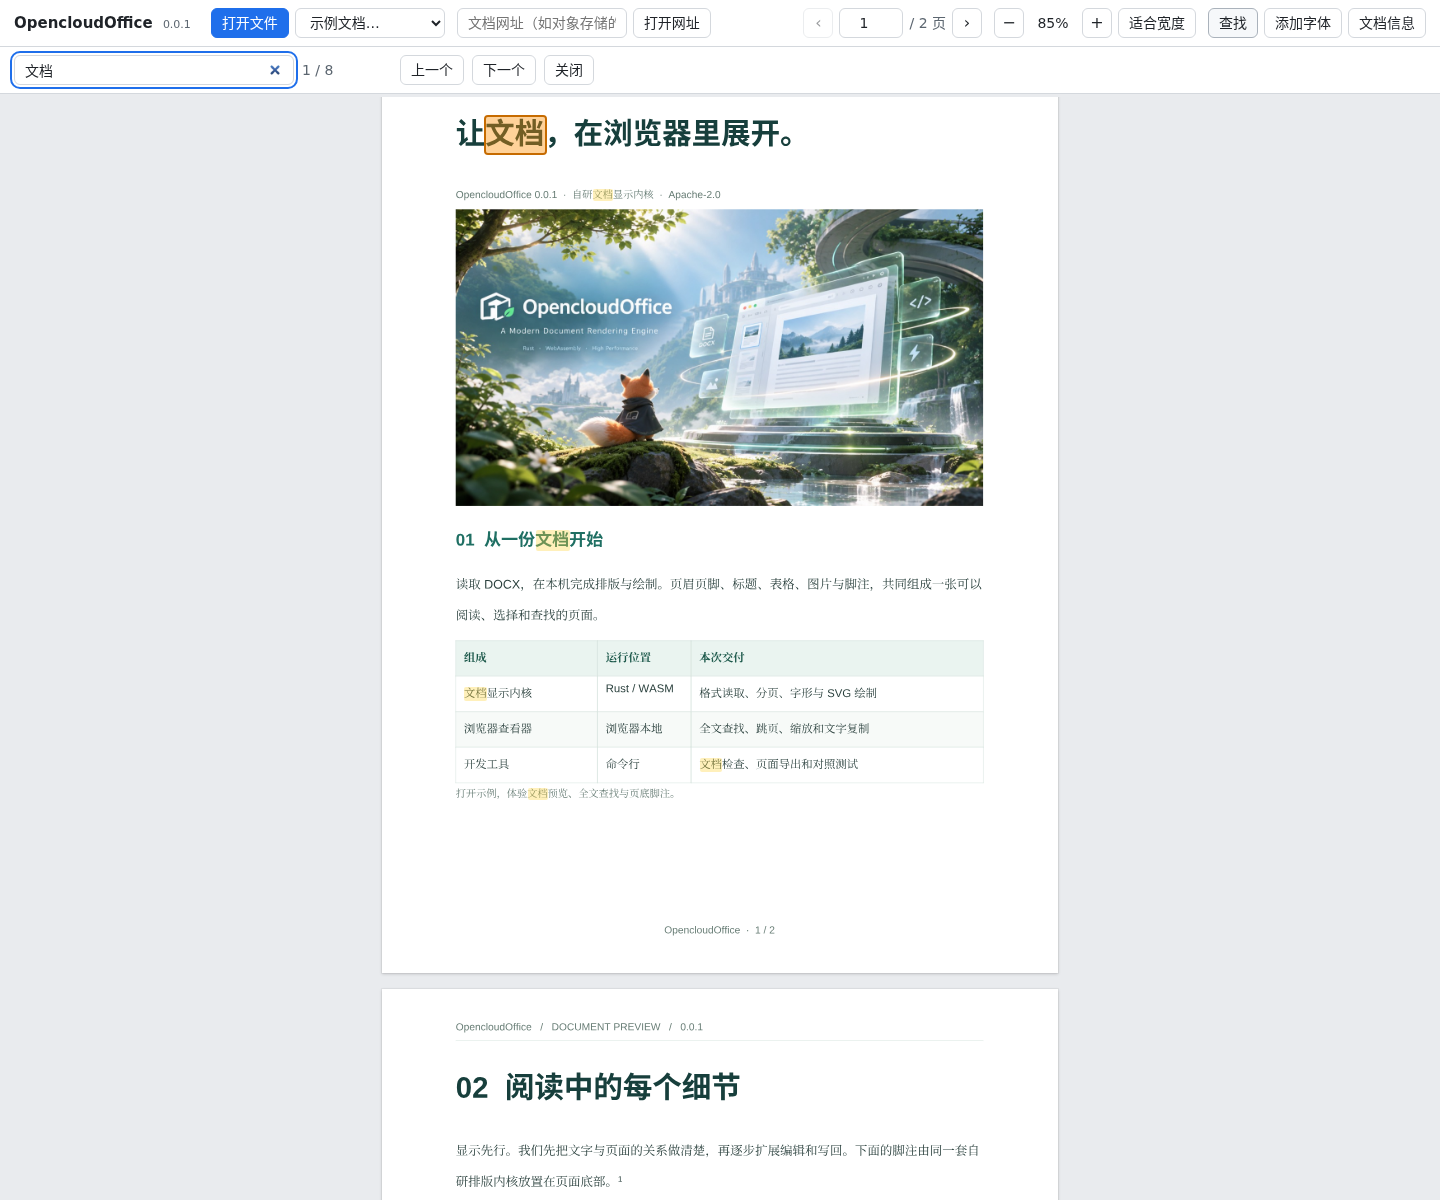 OpencloudOffice 0.0.1 打开文件 示例文档... 文档网址（如对象存储的 打开网址 ‹ 1 / 2 页 › − 85% + 适合宽度 查找 添加字体 文档信息
文档 × 1 / 8 上一个 下一个 关闭
让文档，在浏览器里展开。
OpencloudOffice 0.0.1 · 自研文档显示内核 · Apache-2.0
OpencloudOffice
A Modern Document Rendering Engine
Rust · WebAssembly · High Performance
</>
DOCX
01 从一份文档开始
读取 DOCX，在本机完成排版与绘制。页眉页脚、标题、表格、图片与脚注，共同组成一张可以
阅读、选择和查找的页面。
组成 运行位置 本次交付
文档显示内核 Rust / WASM 格式读取、分页、字形与 SVG 绘制
浏览器查看器 浏览器本地 全文查找、跳页、缩放和文字复制
开发工具 命令行 文档检查、页面导出和对照测试
打开示例，体验文档预览、全文查找与页底脚注。
OpencloudOffice · 1 / 2
OpencloudOffice / DOCUMENT PREVIEW / 0.0.1
02 阅读中的每个细节
显示先行。我们先把文字与页面的关系做清楚，再逐步扩展编辑和写回。下面的脚注由同一套自
研排版内核放置在页面底部。¹